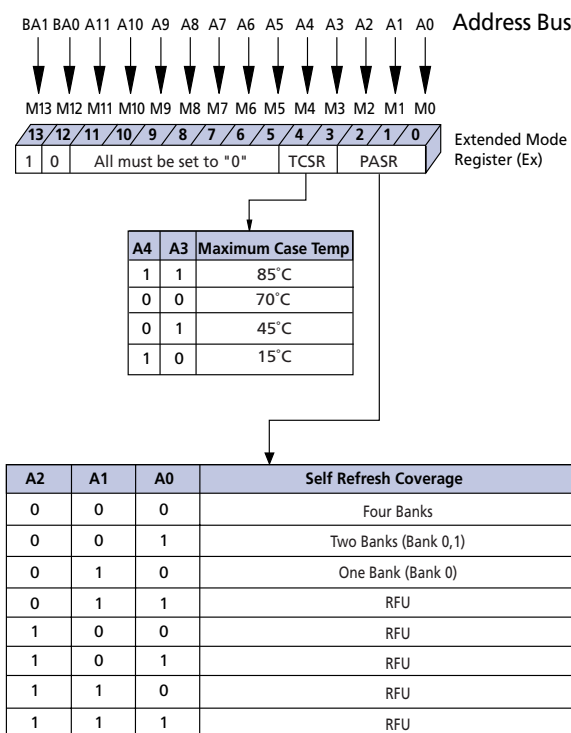 BA1 BA0 A11 A10 A9 A8 A7 A6 A5 A4 A3 A2 A1 A0 Address Bus
M13 M12 M11 M10 M9 M8 M7 M6 M5 M4 M3 M2 M1 M0
13 12 11 10 9 8 7 6 5 4 3 2 1 0
Extended Mode
Register (Ex)
1 0 All must be set to "0" TCSR PASR
A4 A3 Maximum Case Temp
1 1 85˚C
0 0 70˚C
0 1 45˚C
1 0 15˚C
A2 A1 A0 Self Refresh Coverage
0 0 0 Four Banks
0 0 1 Two Banks (Bank 0,1)
0 1 0 One Bank (Bank 0)
0 1 1 RFU
1 0 0 RFU
1 0 1 RFU
1 1 0 RFU
1 1 1 RFU